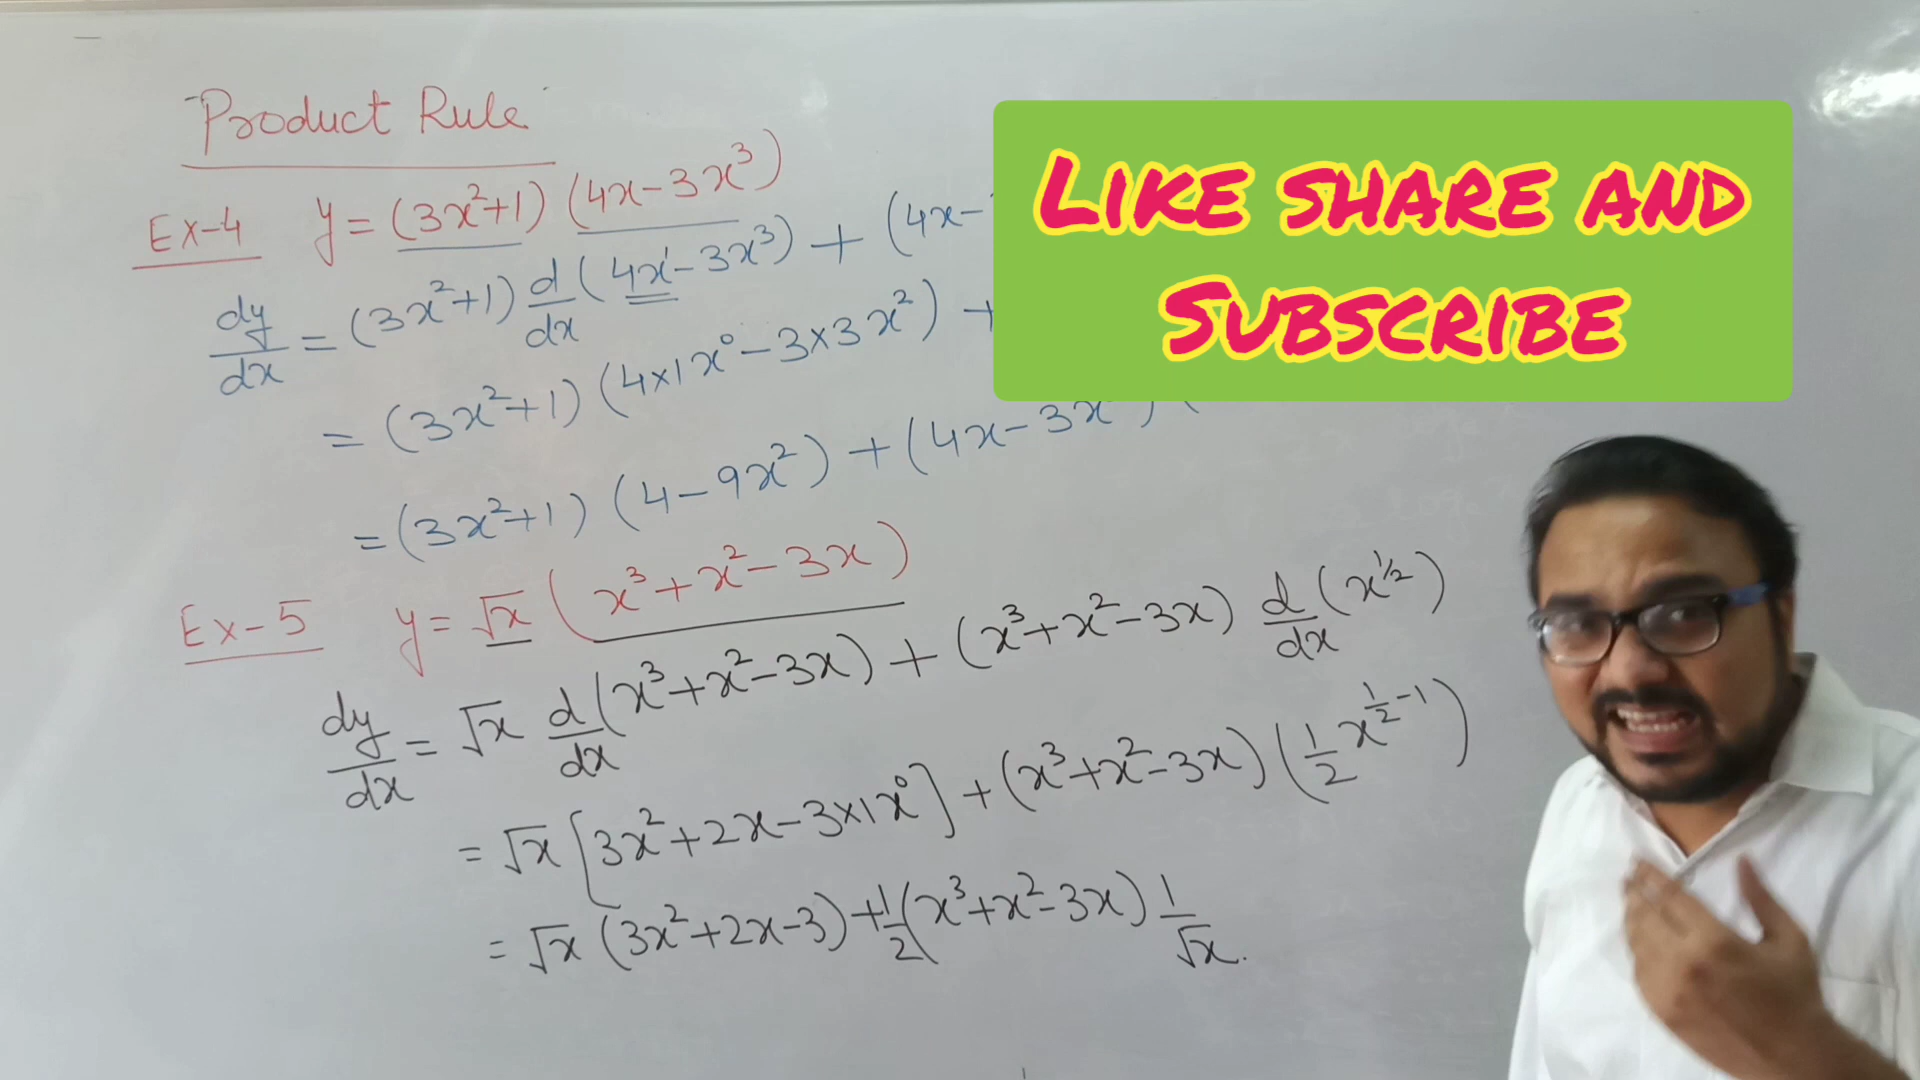 Product Rule
Ex-4 y = (3x²+1) (4x-3x³)
dy/dx = (3x²+1) d/dx (4x¹-3x³) + (4x-
= (3x²+1) (4×1x⁰-3×3x²) +
= (3x²+1) (4-9x²) + (4x-3x
Ex-5 y = √x (x³+x²-3x)
dy/dx = √x d/dx (x³+x²-3x) + (x³+x²-3x) d/dx (x^½)
= √x [3x²+2x-3×1x⁰] + (x³+x²-3x) (1/2 x^(1/2 -1))
= √x (3x²+2x-3) + 1/2 (x³+x²-3x) 1/√x.
LIKE SHARE AND
SUBSCRIBE